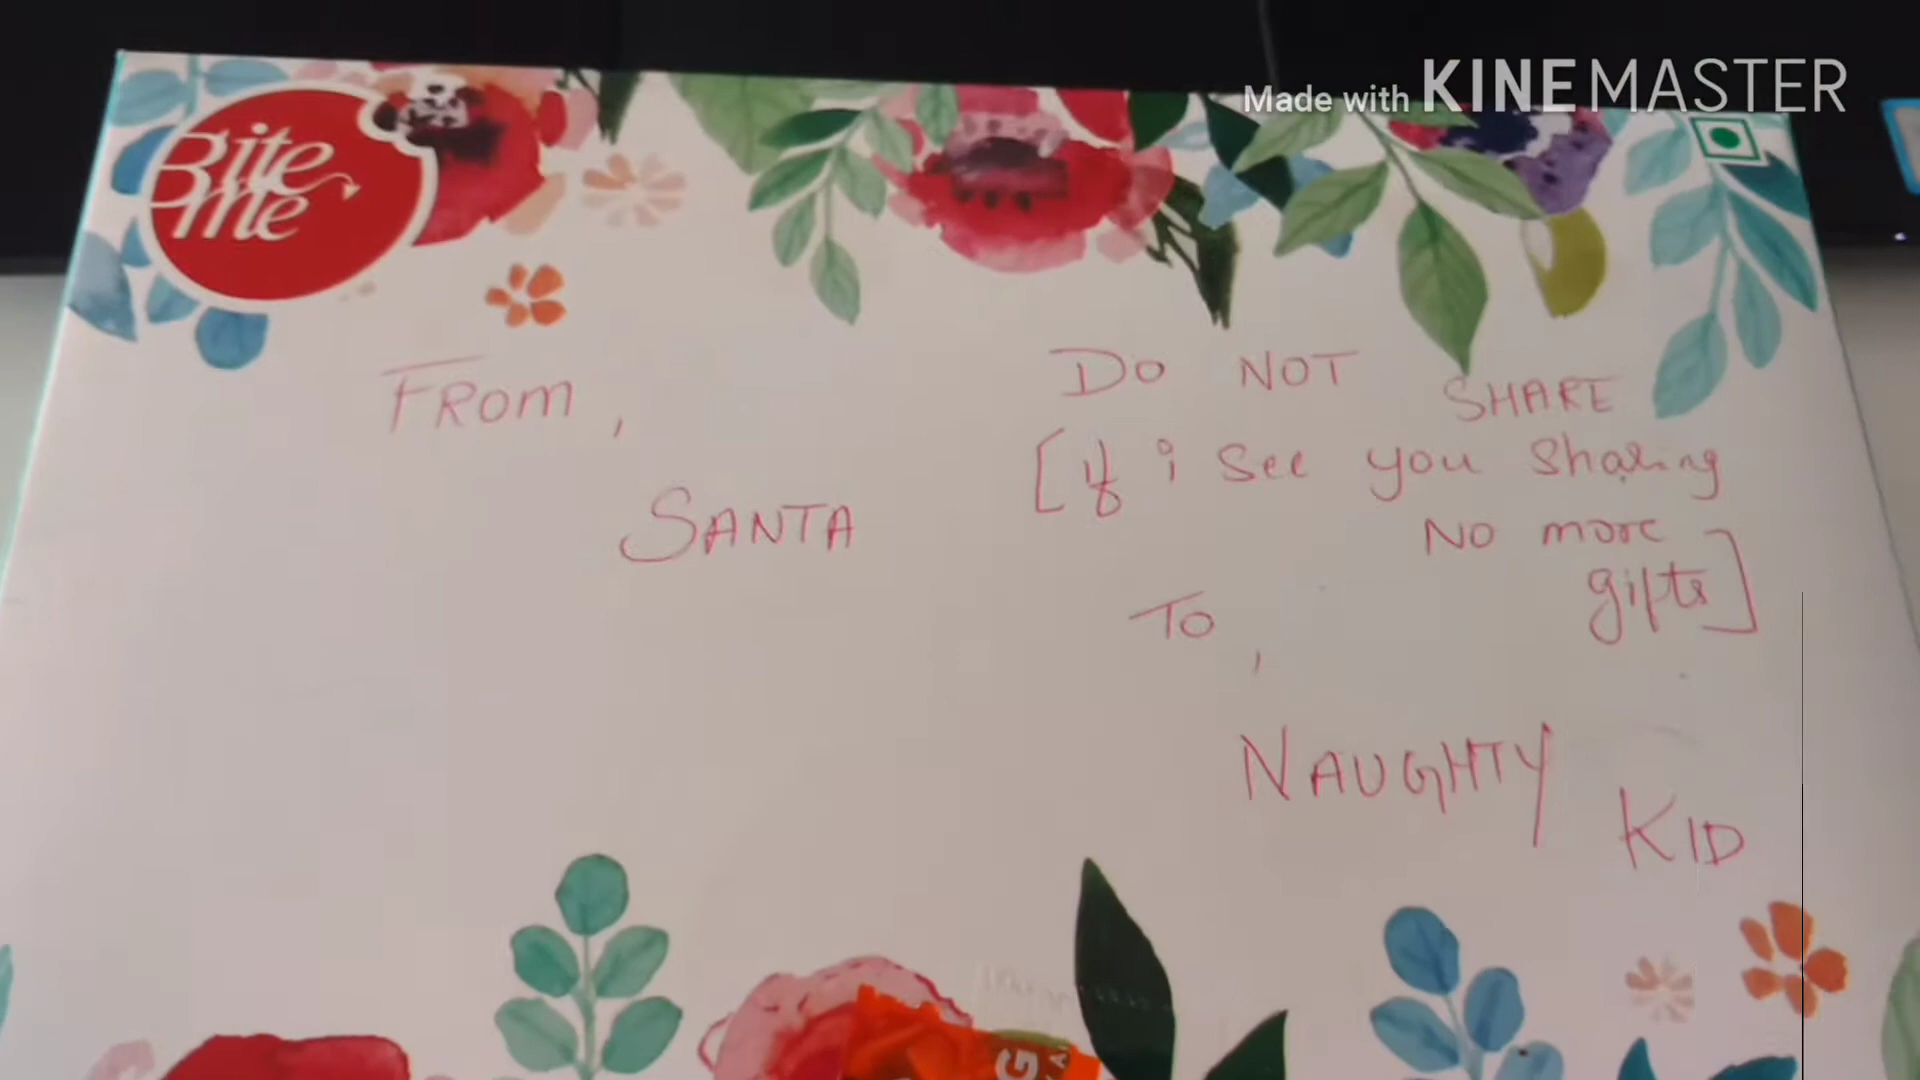 Made with KINEMASTER
Bite
me
FROM,
SANTA
DO NOT SHARE
[If i see you sharing
No more
gifts]
To,
NAUGHTY
KID
G